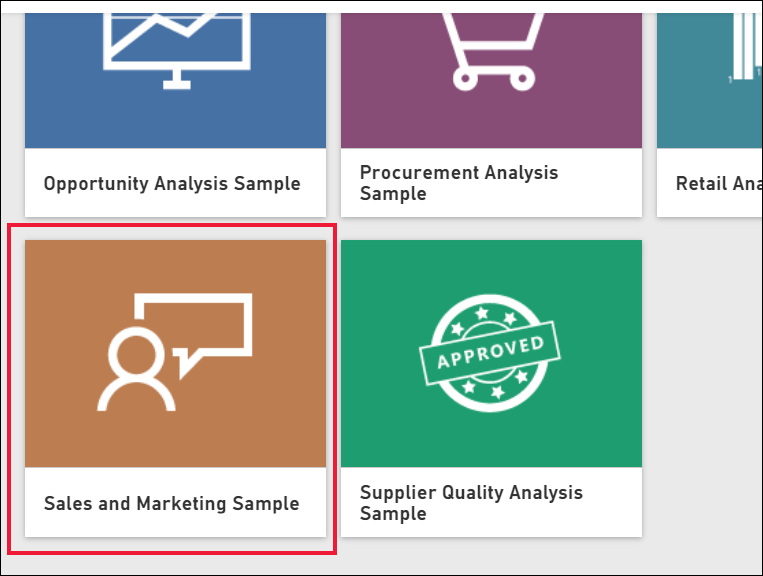 Opportunity Analysis Sample
Procurement Analysis
Sample
Retail Ana
APPROVED
Sales and Marketing Sample
Supplier Quality Analysis
Sample